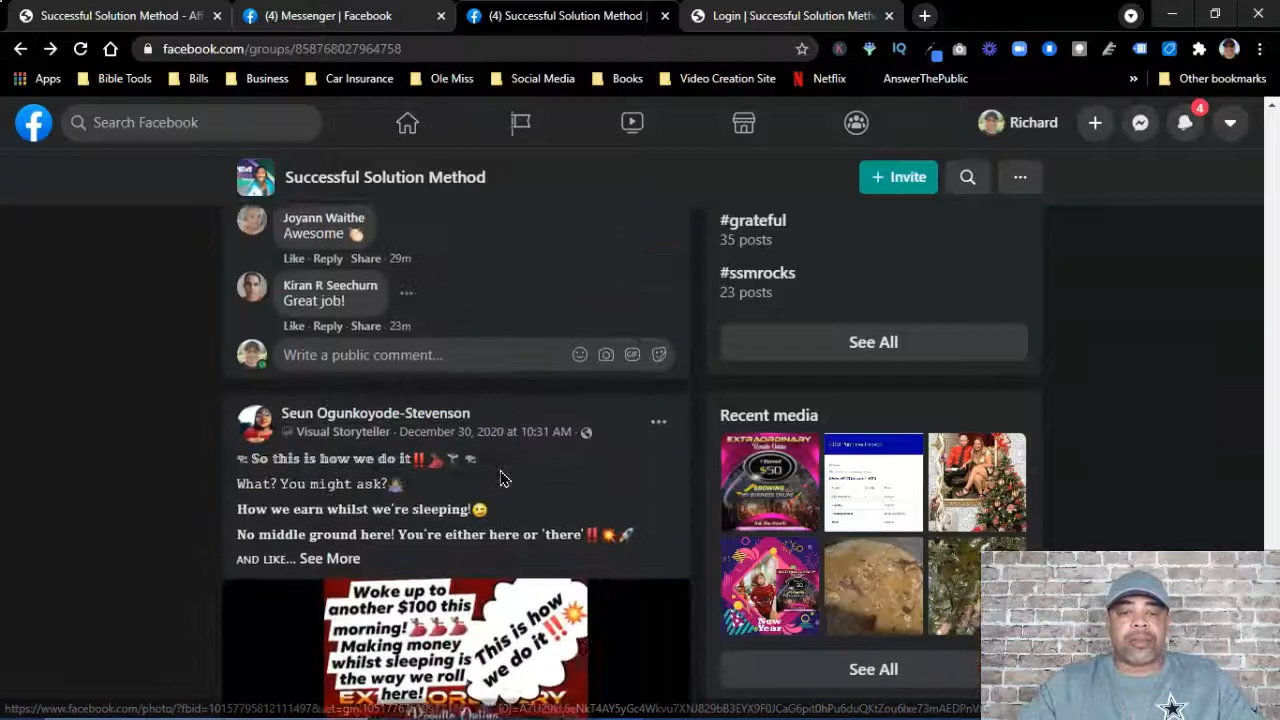 Successful Solution Method - Aff
(4) Messenger | Facebook
(4) Successful Solution Method |
Login | Successful Solution Meth
facebook.com/groups/858768027964758
Apps
Bible Tools
Bills
Business
Car Insurance
Ole Miss
Social Media
Books
Video Creation Site
Netflix
AnswerThePublic
Other bookmarks
Search Facebook
Richard
4
Successful Solution Method
+ Invite
Joyann Waithe
Awesome 👏🏻
Like · Reply · Share · 29m
Kiran R Seechurn
Great job!
Like · Reply · Share · 23m
Write a public comment...
GIF
Seun Ogunkoyode-Stevenson
Visual Storyteller · December 30, 2020 at 10:31 AM ·
So this is how we do it‼️
What? You might ask?
How we earn whilst we're sleeping!
No middle ground here! You're either here or 'there'‼️💥🚀
AND LIKE... See More
Woke up to
another $100 this
morning!
Making money
whilst sleeping is
the way we roll
here!
This is how
we do it‼️
#grateful
35 posts
#ssmrocks
23 posts
See All
Recent media
EXTRAORDINARY
$50
New
Year
See All